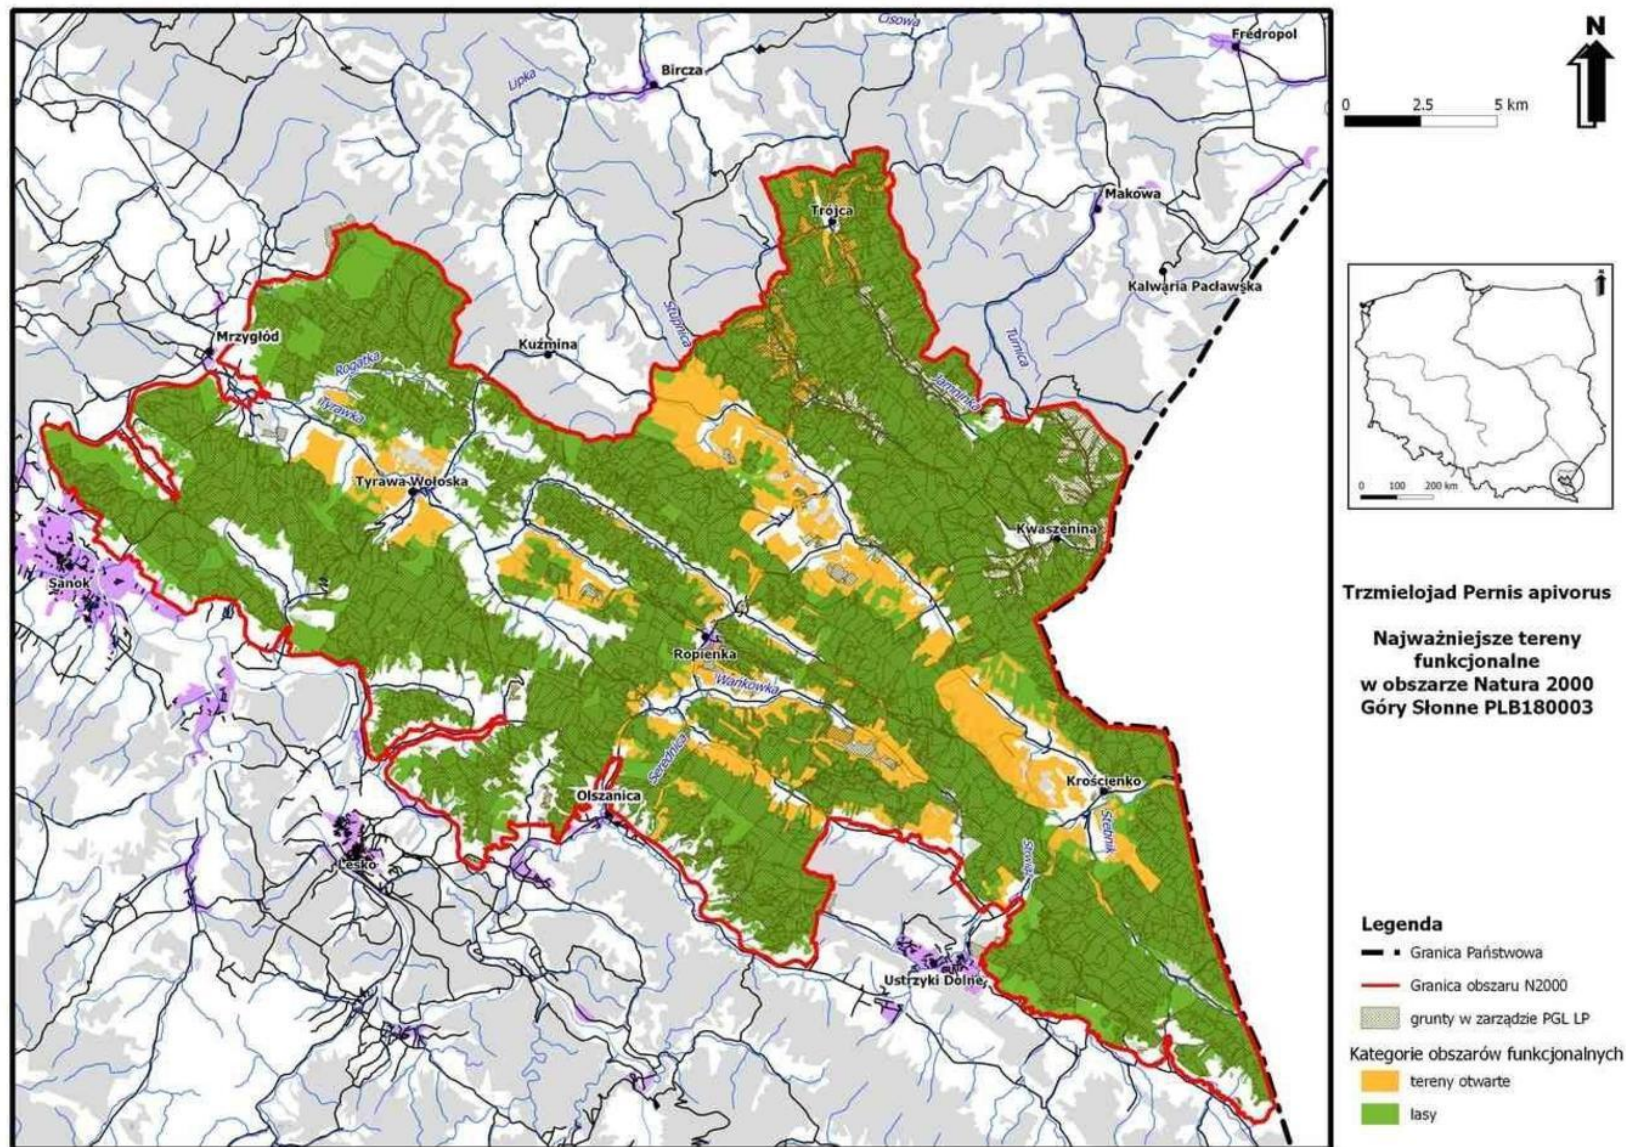 Cisowa
Fredropol
Bircza
Lipka
Makowa
Trójca
Kalwaria Pacławska
Stupnica
Turnica
Mrzygłód
Kuźmina
Rogatka
Jamninka
Tyrawka
Tyrawa Wołoska
Kwaszenina
Sanok
Ropienka
Wańkowka
Serednica
Krościenko
Olszanica
Stebnik
Lesko
Ustrzyki Dolne
N
0 2.5 5 km
N
0 100 200 km
Trzmielojad Pernis apivorus
Najważniejsze tereny
funkcjonalne
w obszarze Natura 2000
Góry Słonne PLB180003
Legenda
Granica Państwowa
Granica obszaru N2000
grunty w zarządzie PGL LP
Kategorie obszarów funkcjonalnych
tereny otwarte
lasy